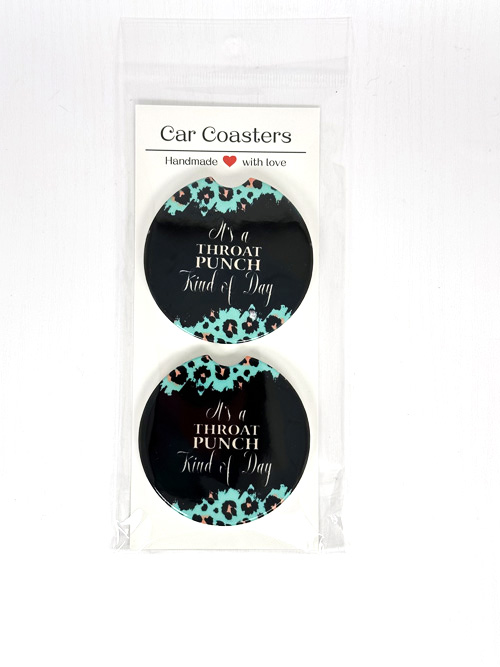 Car Coasters
Handmade with love
It's a
THROAT
PUNCH
Kind of Day
It's a
THROAT
PUNCH
Kind of Day